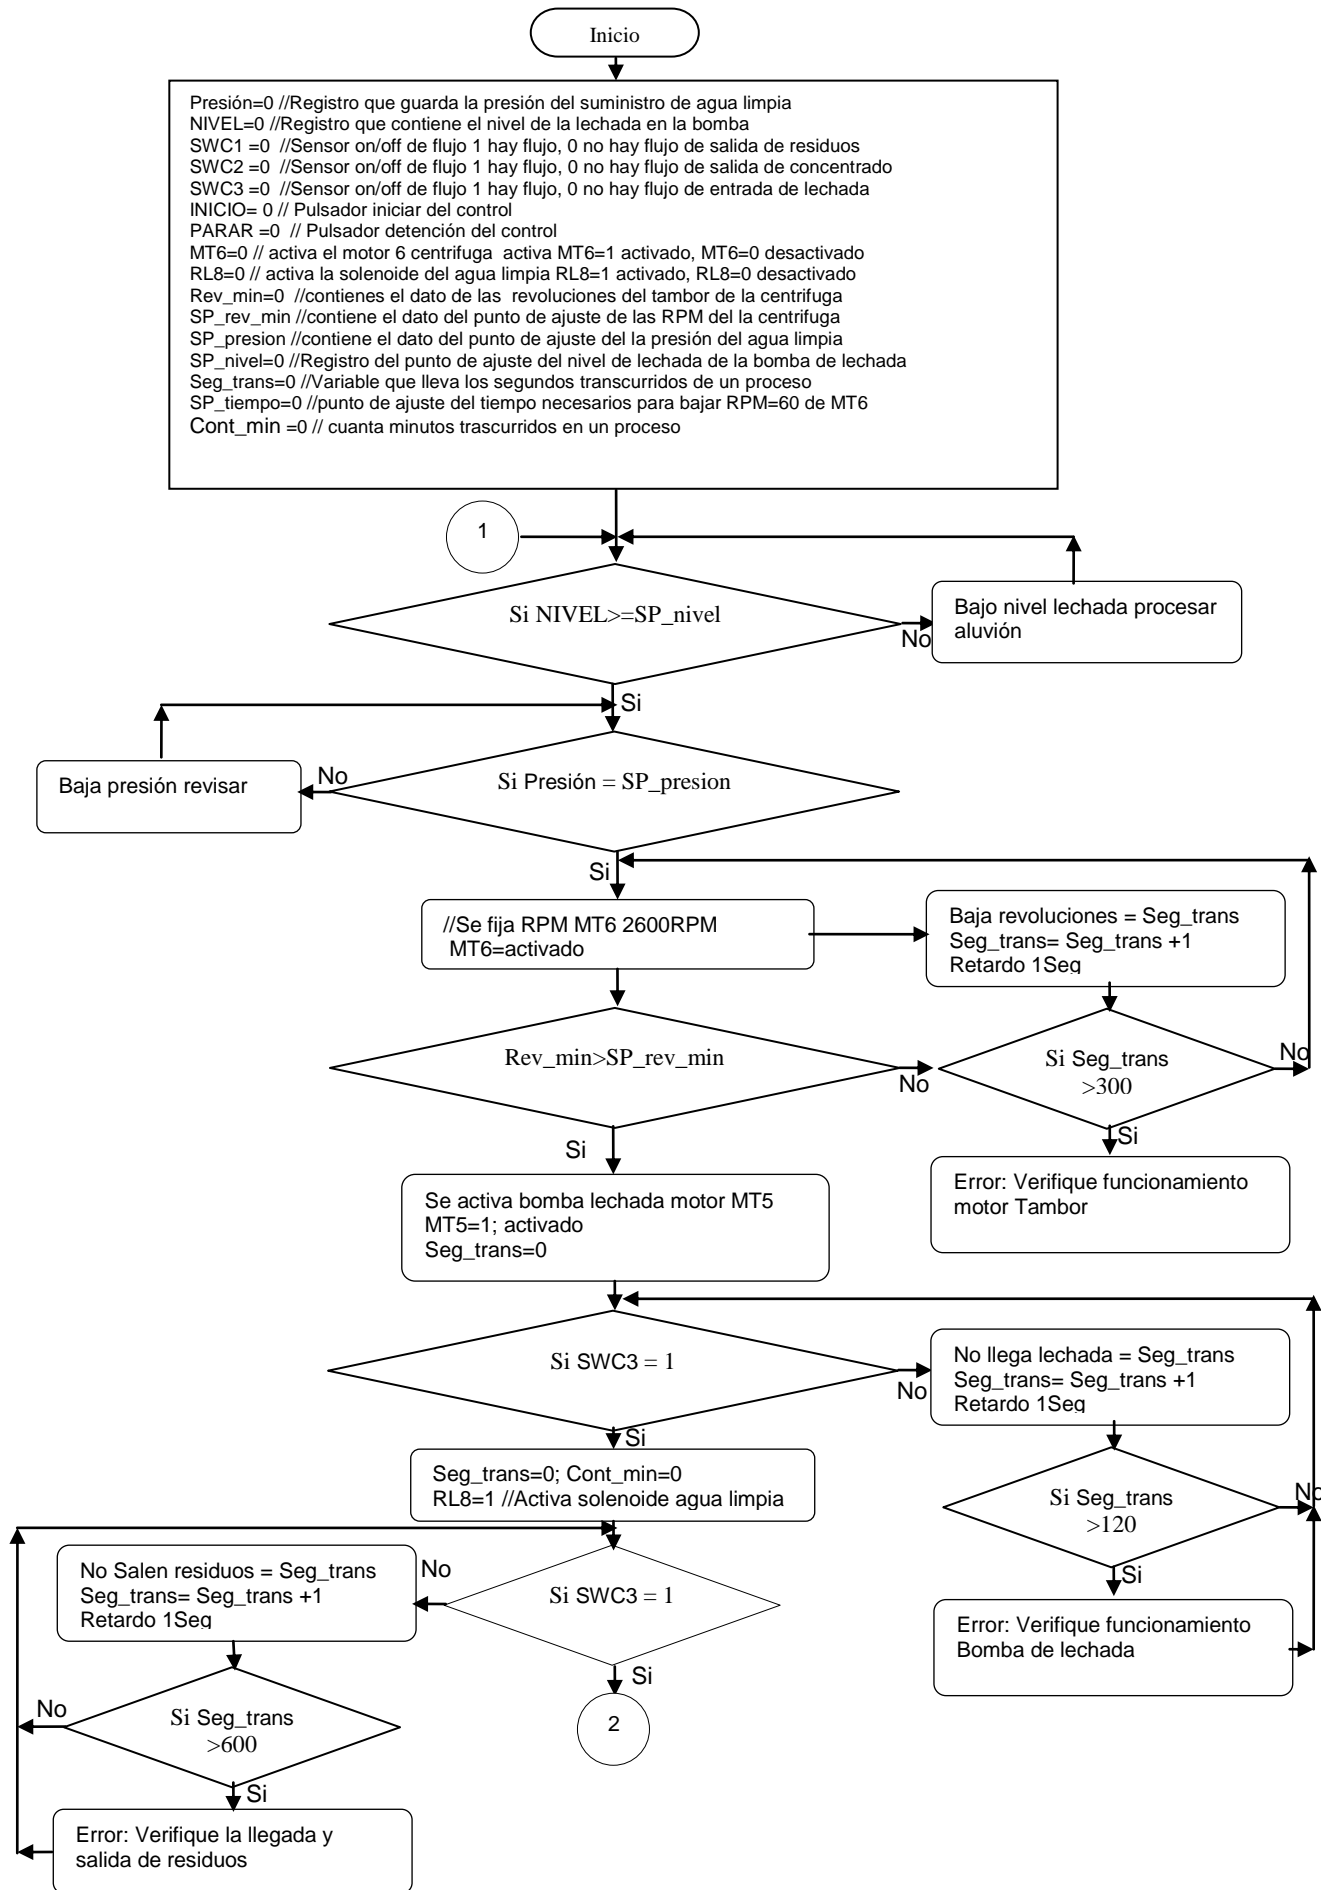 Inicio
Presión=0 //Registro que guarda la presión del suministro de agua limpia
NIVEL=0 //Registro que contiene el nivel de la lechada en la bomba
SWC1 =0  //Sensor on/off de flujo 1 hay flujo, 0 no hay flujo de salida de residuos
SWC2 =0  //Sensor on/off de flujo 1 hay flujo, 0 no hay flujo de salida de concentrado
SWC3 =0  //Sensor on/off de flujo 1 hay flujo, 0 no hay flujo de entrada de lechada
INICIO= 0 // Pulsador iniciar del control
PARAR =0  // Pulsador detención del control
MT6=0 // activa el motor 6 centrifuga  activa MT6=1 activado, MT6=0 desactivado
RL8=0 // activa la solenoide del agua limpia RL8=1 activado, RL8=0 desactivado
Rev_min=0  //contienes el dato de las  revoluciones del tambor de la centrifuga
SP_rev_min //contiene el dato del punto de ajuste de las RPM del la centrifuga
SP_presion //contiene el dato del punto de ajuste del la presión del agua limpia
SP_nivel=0 //Registro del punto de ajuste del nivel de lechada de la bomba de lechada
Seg_trans=0 //Variable que lleva los segundos transcurridos de un proceso
SP_tiempo=0 //punto de ajuste del tiempo necesarios para bajar RPM=60 de MT6
Cont_min =0 // cuanta minutos trascurridos en un proceso
1
Si NIVEL>=SP_nivel
No
Bajo nivel lechada procesar
aluvión
Si
Baja presión revisar
No
Si Presión = SP_presion
Si
//Se fija RPM MT6 2600RPM
MT6=activado
Baja revoluciones = Seg_trans
Seg_trans= Seg_trans +1
Retardo 1Seg
Rev_min>SP_rev_min
No
Si Seg_trans
>300
No
Si
Si
Error: Verifique funcionamiento
motor Tambor
Se activa bomba lechada motor MT5
MT5=1; activado
Seg_trans=0
Si SWC3 = 1
No
No llega lechada = Seg_trans
Seg_trans= Seg_trans +1
Retardo 1Seg
Si
Seg_trans=0; Cont_min=0
RL8=1 //Activa solenoide agua limpia
Si Seg_trans
>120
No
Si
Error: Verifique funcionamiento
Bomba de lechada
No Salen residuos = Seg_trans
Seg_trans= Seg_trans +1
Retardo 1Seg
No
Si SWC3 = 1
Si
2
No
Si Seg_trans
>600
Si
Error: Verifique la llegada y
salida de residuos